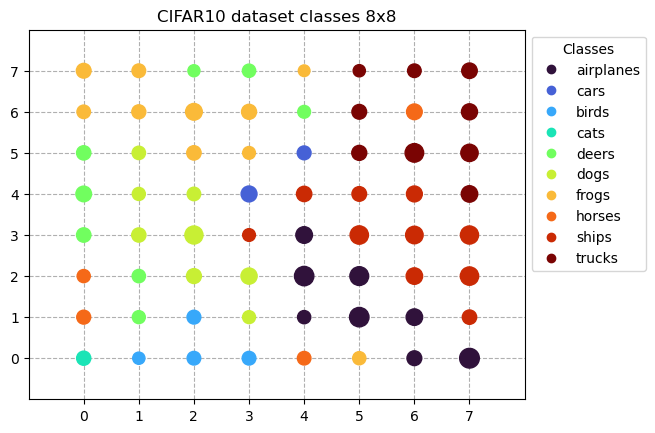 CIFAR10 dataset classes 8x8
Classes
airplanes
cars
birds
cats
deers
dogs
frogs
horses
ships
trucks
7
6
5
4
3
2
1
0
0 1 2 3 4 5 6 7